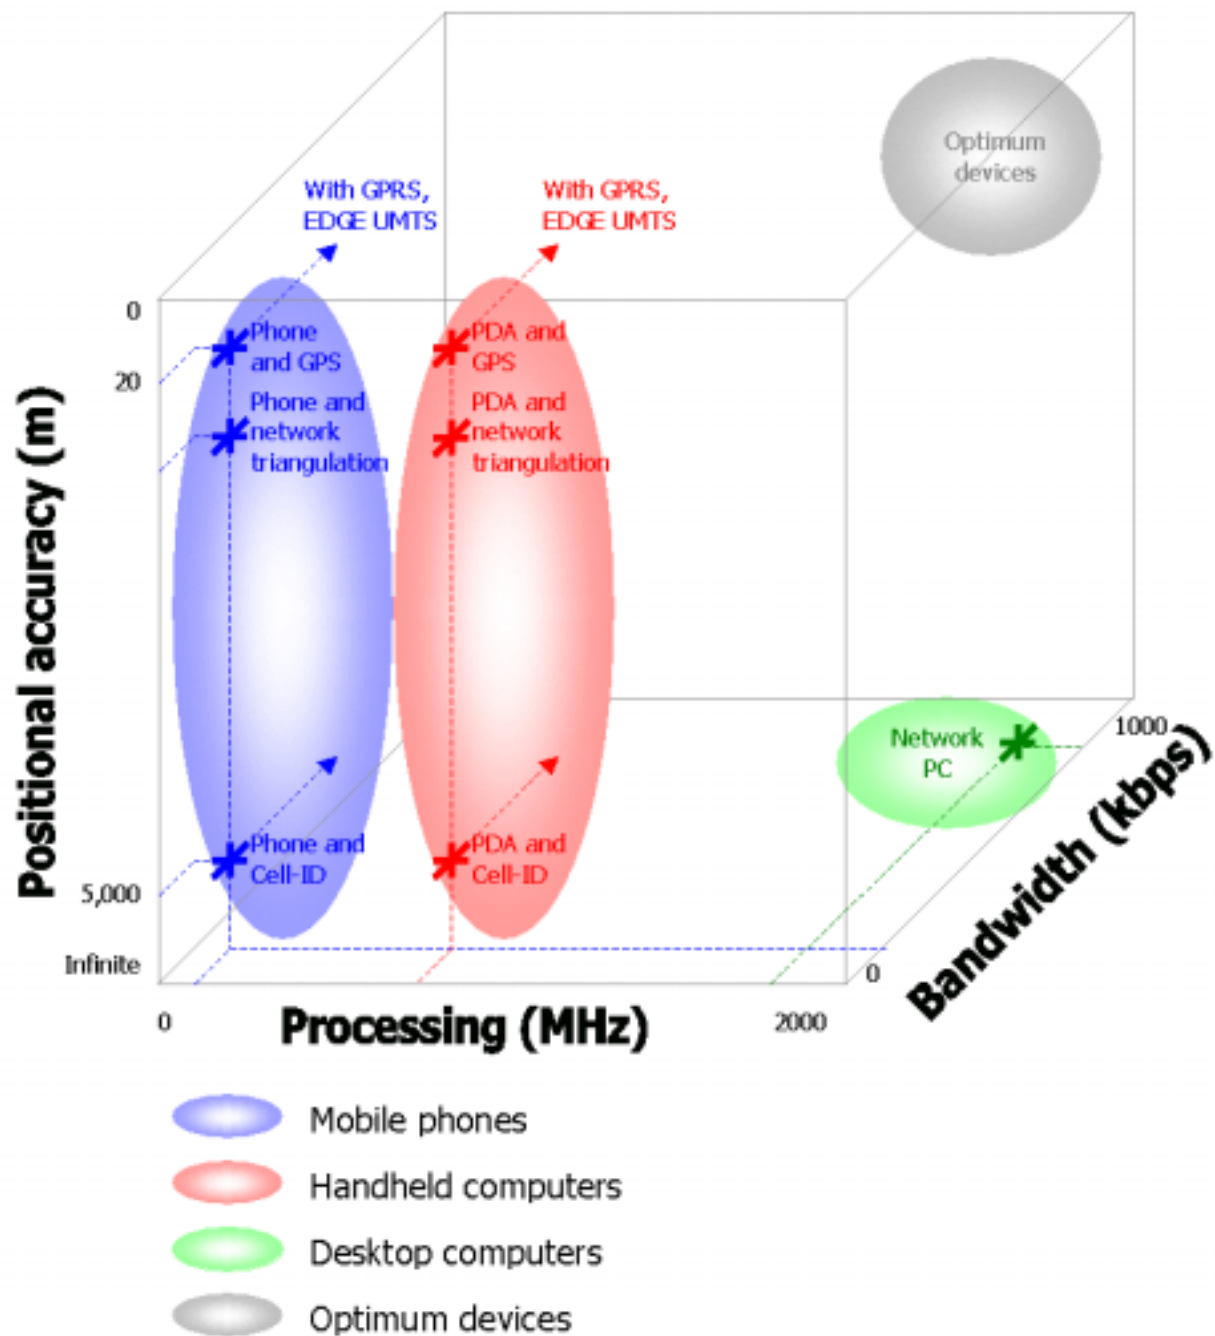 Optimum
devices
With GPRS,
EDGE UMTS
With GPRS,
EDGE UMTS
0
Phone
and GPS
PDA and
GPS
20
Phone and
network
triangulation
PDA and
network
triangulation
Positional accuracy (m)
Network
PC
1000
Bandwidth (kbps)
Phone and
Cell-ID
PDA and
Cell-ID
5,000
Infinite
0
0
Processing (MHz)
2000
Mobile phones
Handheld computers
Desktop computers
Optimum devices